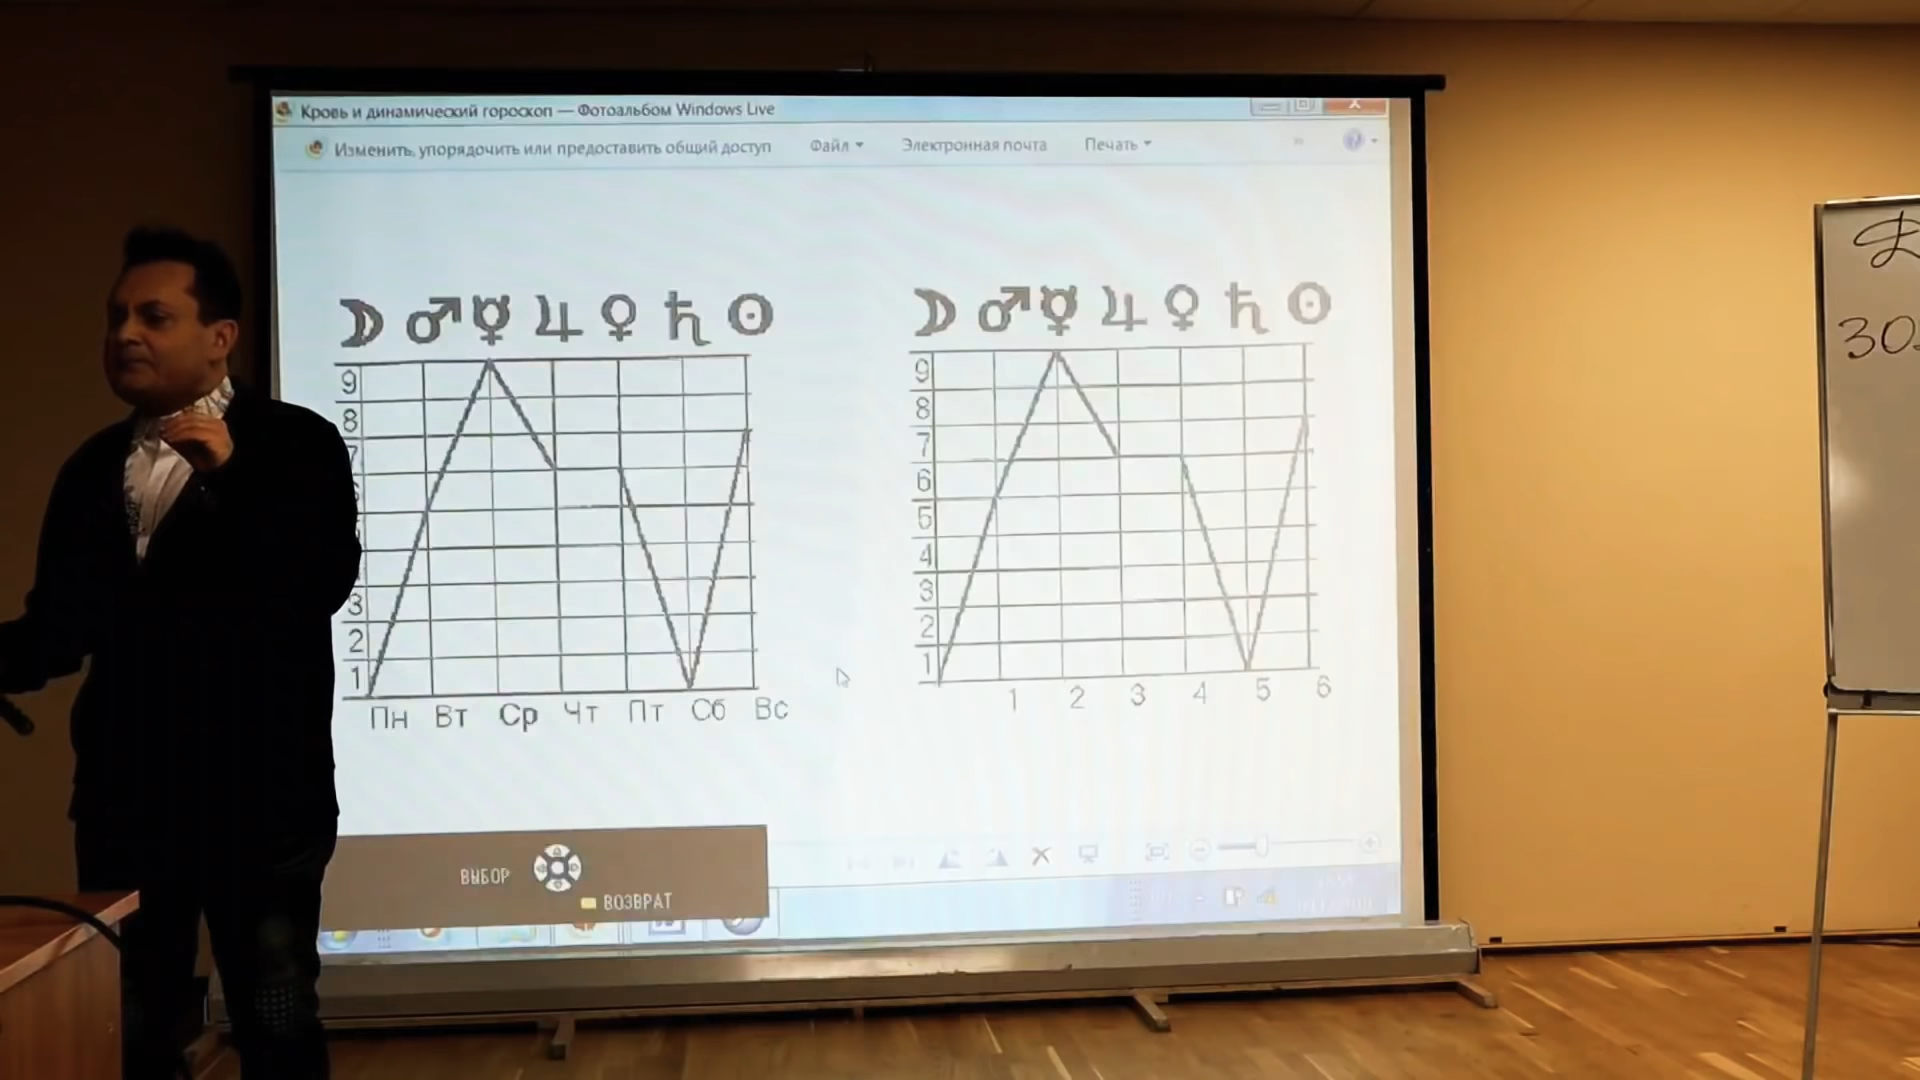 Кровь и динамический гороскоп — Фотоальбом Windows Live
Изменить, упорядочить или предоставить общий доступ Файл Электронная почта Печать
9
8
7
3
2
1
Пн Вт Ср Чт Пт Сб Вс
9
8
7
6
5
4
3
2
1
1 2 3 4 5 6
ВЫБОР
ВОЗВРАТ